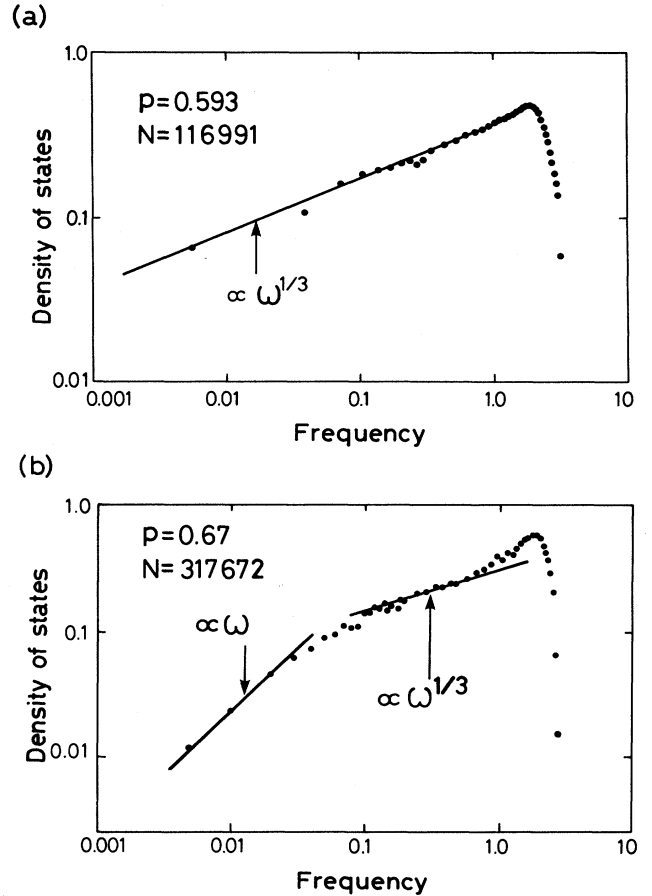 (a)
1.0
p=0.593
N=116991
Density of states
0.1
∝ ω1/3
0.01
0.001 0.01 0.1 1.0 10
Frequency
(b)
1.0
p=0.67
N=317672
∝ω
Density of states
0.1
∝ω1/3
0.01
0.001 0.01 0.1 1.0 10
Frequency